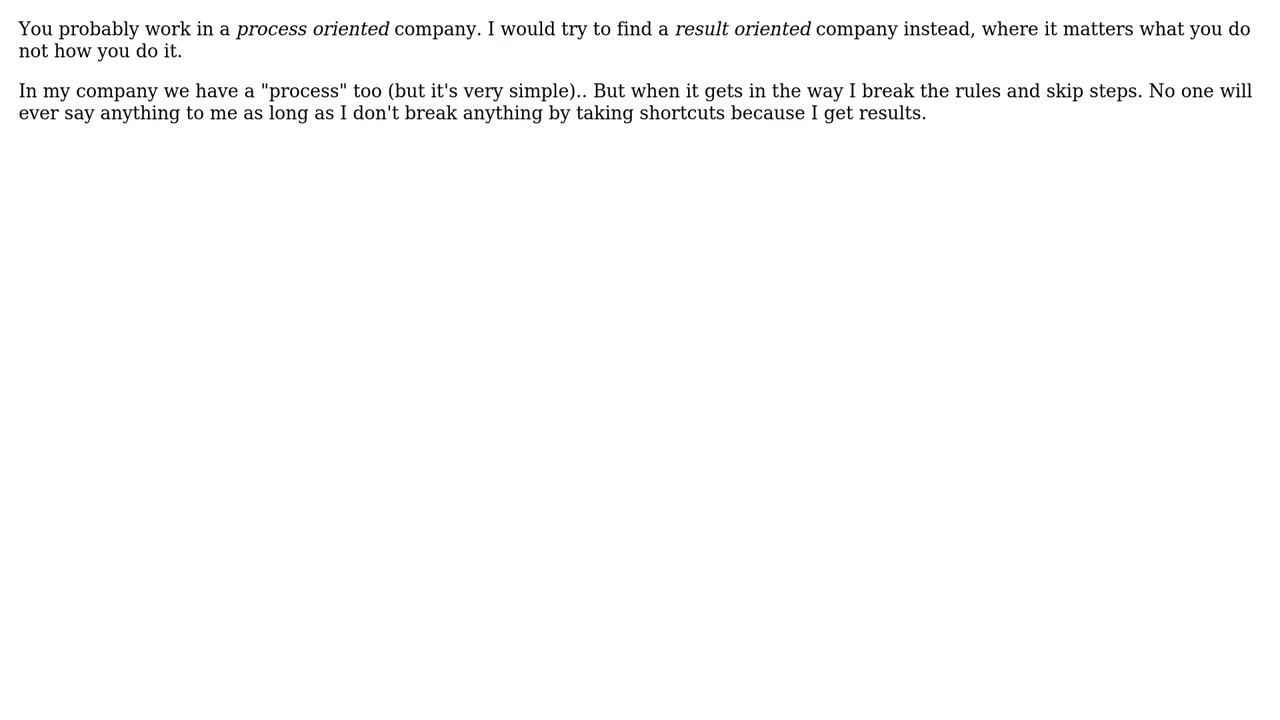 You probably work in a process oriented company. I would try to find a result oriented company instead, where it matters what you do
not how you do it.
In my company we have a "process" too (but it's very simple).. But when it gets in the way I break the rules and skip steps. No one will
ever say anything to me as long as I don't break anything by taking shortcuts because I get results.